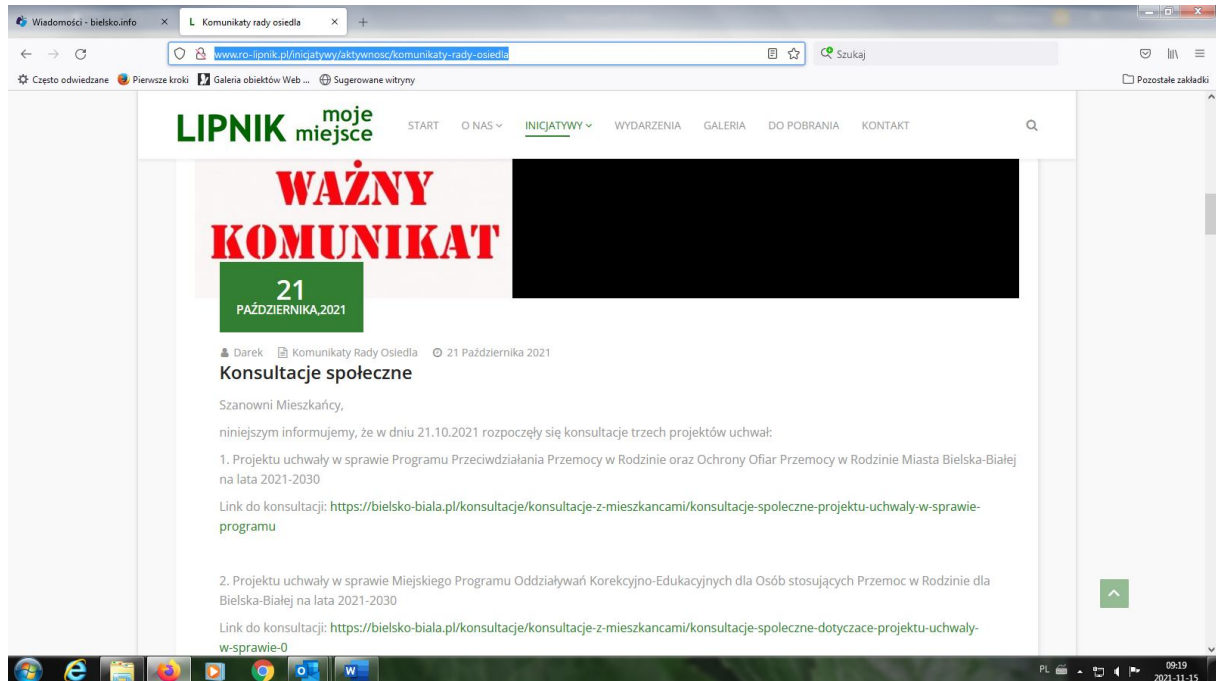 Wiadomości - bielsko.info
L Komunikaty rady osiedla
www.ro-lipnik.pl/inicjatywy/aktywnosc/komunikaty-rady-osiedla
Szukaj
Często odwiedzane Pierwsze kroki Galeria obiektów Web ... Sugerowane witryny Pozostałe zakładki
LIPNIK moje miejsce
START O NAS INICJATYWY WYDARZENIA GALERIA DO POBRANIA KONTAKT
WAŻNY
KOMUNIKAT
21
PAŹDZIERNIKA,2021
Darek Komunikaty Rady Osiedla 21 Października 2021
Konsultacje społeczne
Szanowni Mieszkańcy,
niniejszym informujemy, że w dniu 21.10.2021 rozpoczęły się konsultacje trzech projektów uchwał:
1. Projektu uchwały w sprawie Programu Przeciwdziałania Przemocy w Rodzinie oraz Ochrony Ofiar Przemocy w Rodzinie Miasta Bielska-Białej
na lata 2021-2030
Link do konsultacji: https://bielsko-biala.pl/konsultacje/konsultacje-z-mieszkancami/konsultacje-spoleczne-projektu-uchwaly-w-sprawie-
programu
2. Projektu uchwały w sprawie Miejskiego Programu Oddziaływań Korekcyjno-Edukacyjnych dla Osób stosujących Przemoc w Rodzinie dla
Bielska-Białej na lata 2021-2030
Link do konsultacji: https://bielsko-biala.pl/konsultacje/konsultacje-z-mieszkancami/konsultacje-spoleczne-dotyczace-projektu-uchwaly-
w-sprawie-0
PL 09:19
2021-11-15